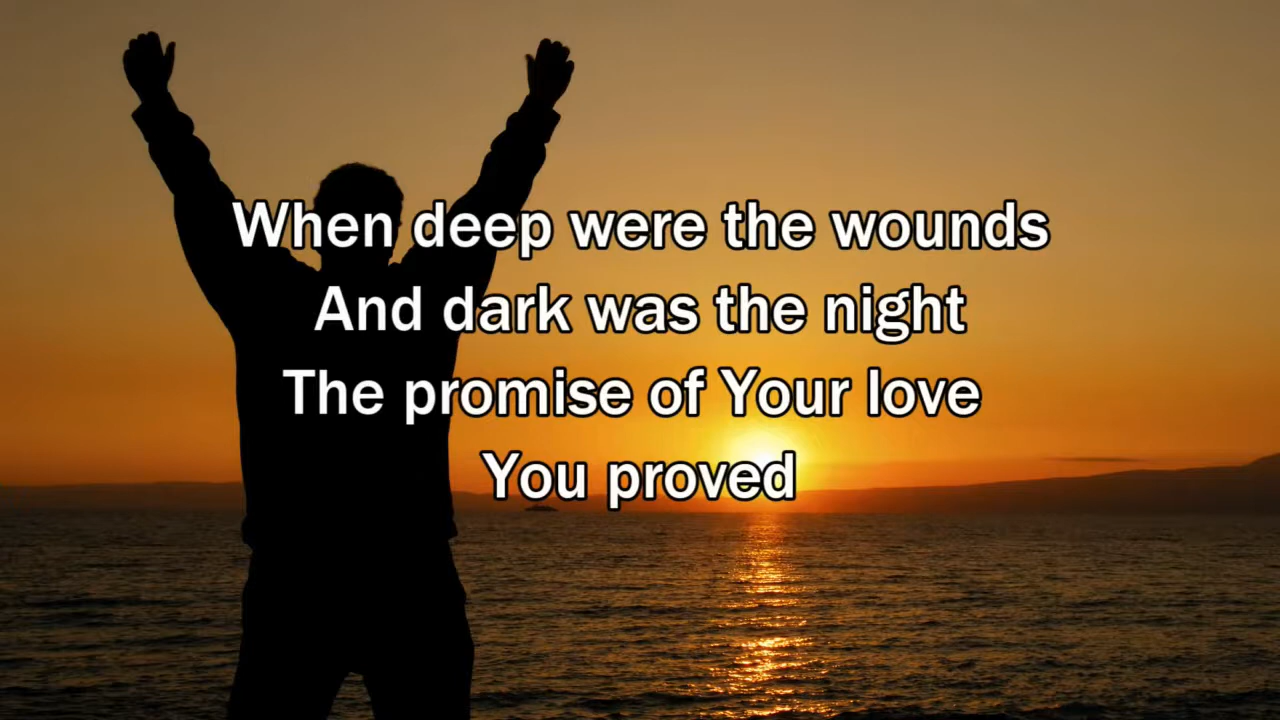 When deep were the wounds
And dark was the night
The promise of Your love
You proved